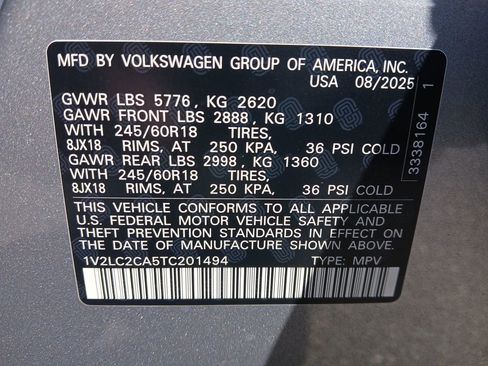 MFD BY VOLKSWAGEN GROUP OF AMERICA, INC.
USA 08/2025
GVWR LBS 5776, KG 2620
GAWR FRONT LBS 2888, KG 1310
WITH 245/60R18 TIRES,
8JX18 RIMS, AT 250 KPA, 36 PSI COLD
GAWR REAR LBS 2998, KG 1360
WITH 245/60R18 TIRES,
8JX18 RIMS, AT 250 KPA, 36 PSI COLD
THIS VEHICLE CONFORMS TO ALL APPLICABLE
U.S. FEDERAL MOTOR VEHICLE SAFETY AND
THEFT PREVENTION STANDARDS IN EFFECT
ON THE DATE OF MANUFACTURE SHOWN ABOVE.
1V2LC2CA5TC201494 TYPE: MPV
3338164 1